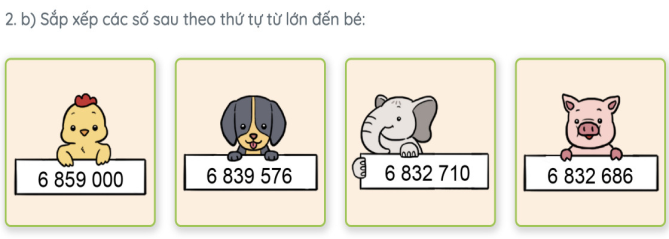 2. b) Sắp xếp các số sau theo thứ tự từ lớn đến bé:
6 859 000
6 839 576
6 832 710
6 832 686